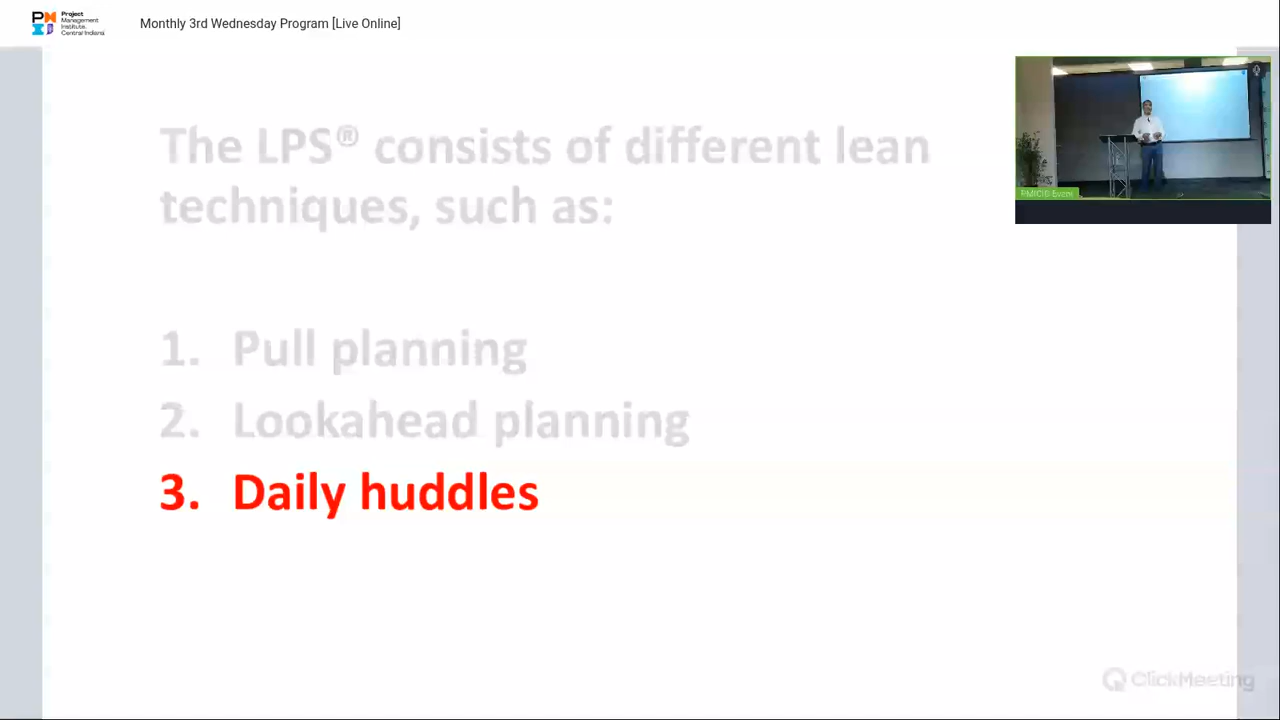 Project
Management
Institute.
Central Indiana
Monthly 3rd Wednesday Program [Live Online]
The LPS® consists of different lean
techniques, such as:
1. Pull planning
2. Lookahead planning
3. Daily huddles
PMICIC Event
ClickMeeting